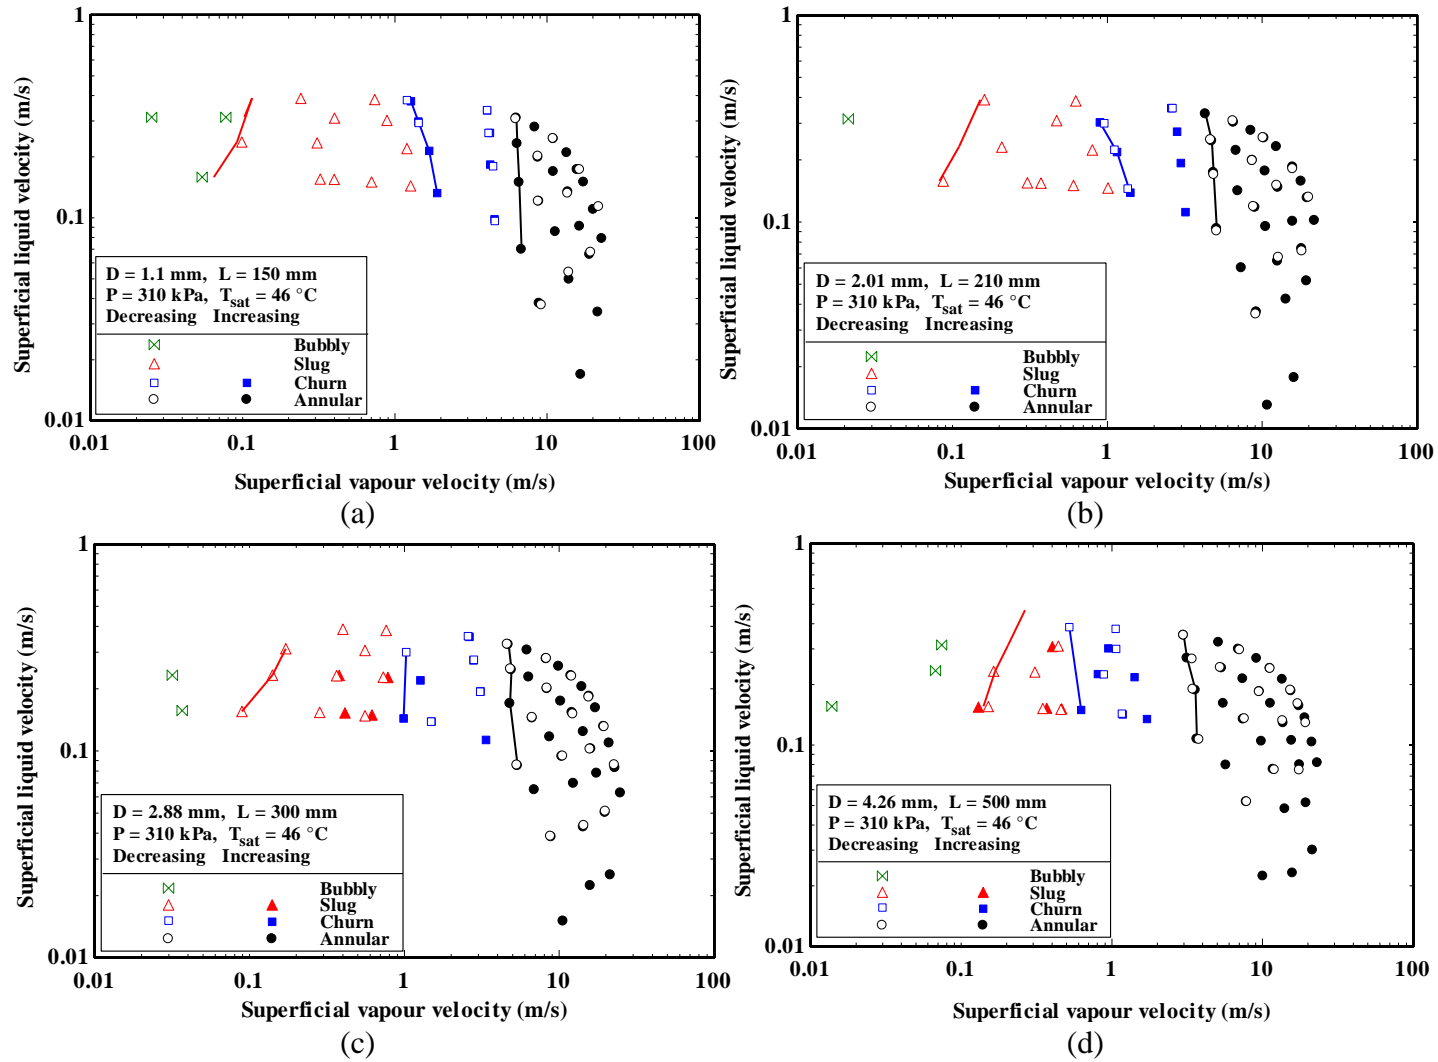 1
0.1
0.01
Superficial liquid velocity (m/s)
D = 1.1 mm, L = 150 mm
P = 310 kPa, Tsat = 46 °C
Decreasing Increasing
Bubbly
Slug
Churn
Annular
0.01 0.1 1 10 100
Superficial vapour velocity (m/s)
(a)
1
0.1
0.01
Superficial liquid velocity (m/s)
D = 2.01 mm, L = 210 mm
P = 310 kPa, Tsat = 46 °C
Decreasing Increasing
Bubbly
Slug
Churn
Annular
0.01 0.1 1 10 100
Superficial vapour velocity (m/s)
(b)
1
0.1
0.01
Superficial liquid velocity (m/s)
D = 2.88 mm, L = 300 mm
P = 310 kPa, Tsat = 46 °C
Decreasing Increasing
Bubbly
Slug
Churn
Annular
0.01 0.1 1 10 100
Superficial vapour velocity (m/s)
(c)
1
0.1
0.01
Superficial liquid velocity (m/s)
D = 4.26 mm, L = 500 mm
P = 310 kPa, Tsat = 46 °C
Decreasing Increasing
Bubbly
Slug
Churn
Annular
0.01 0.1 1 10 100
Superficial vapour velocity (m/s)
(d)